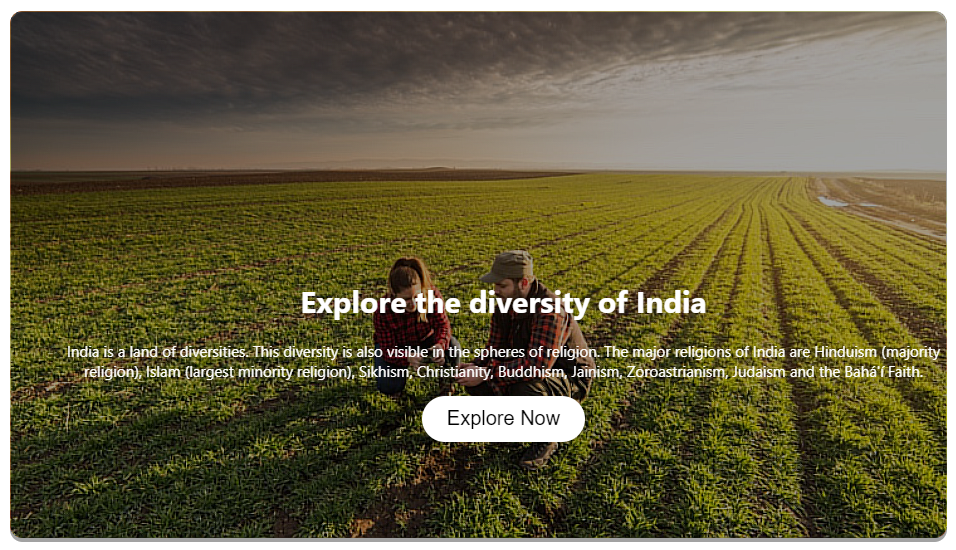 Explore the diversity of India
India is a land of diversities. This diversity is also visible in the spheres of religion. The major religions of India are Hinduism (majority
religion), Islam (largest minority religion), Sikhism, Christianity, Buddhism, Jainism, Zoroastrianism, Judaism and the Bahá'í Faith.
Explore Now